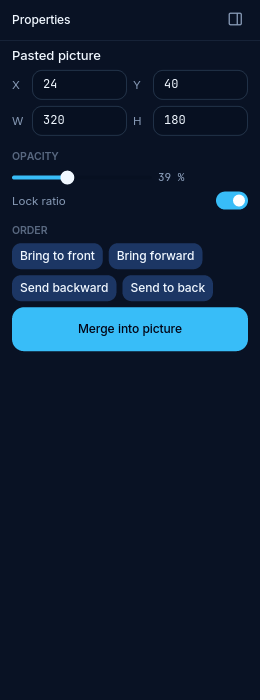 Properties
Pasted picture
X 24 Y 40
W 320 H 180
OPACITY
39 %
Lock ratio
ORDER
Bring to front Bring forward
Send backward Send to back
Merge into picture